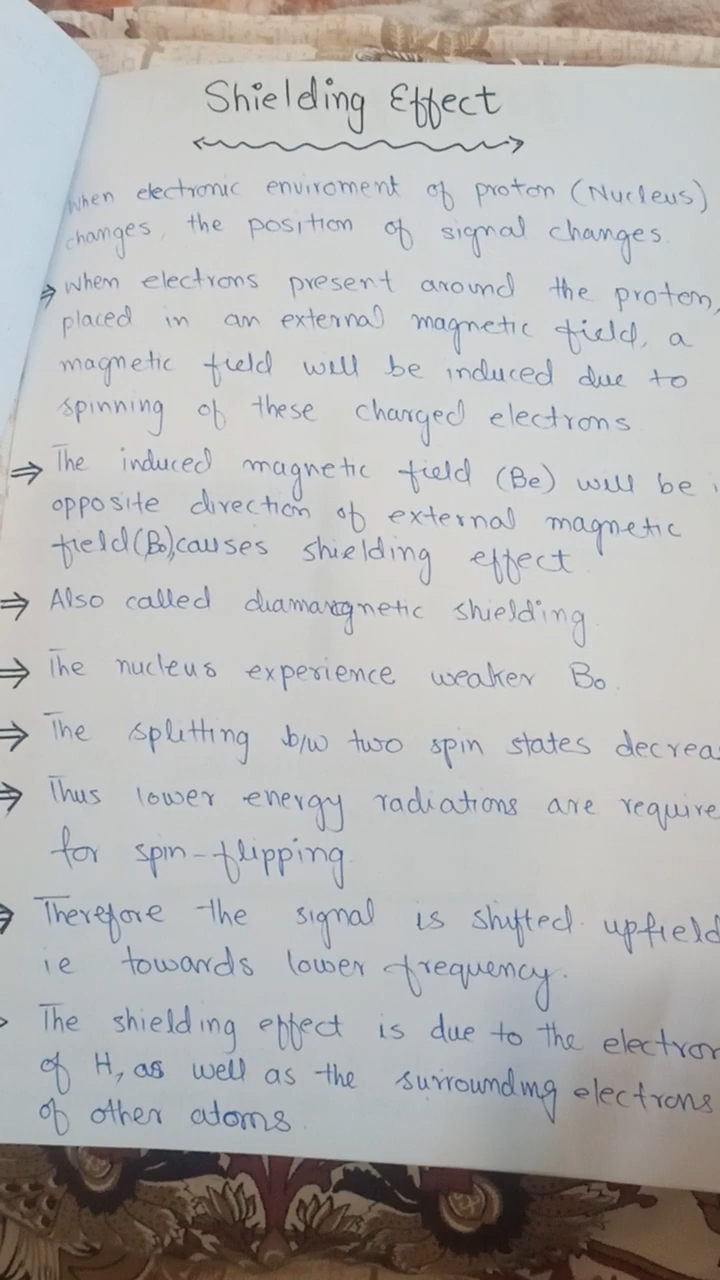 Shielding Effect
When electronic enviroment of proton (Nucleus)
changes, the position of signal changes.
⇒ When electrons present around the proton,
placed in an external magnetic field, a
magnetic field will be induced due to
spinning of these charged electrons
⇒ The induced magnetic field (Be) will be
opposite direction of external magnetic
field (Bo), causes shielding effect
⇒ Also called diamagnetic shielding
⇒ The nucleus experience weaker Bo.
⇒ The splitting b/w two spin states decrea
⇒ Thus lower energy radiations are require
for spin-flipping
⇒ Therefore the signal is shifted upfield
ie towards lower frequency.
⇒ The shielding effect is due to the electron
of H, as well as the surrounding electrons
of other atoms